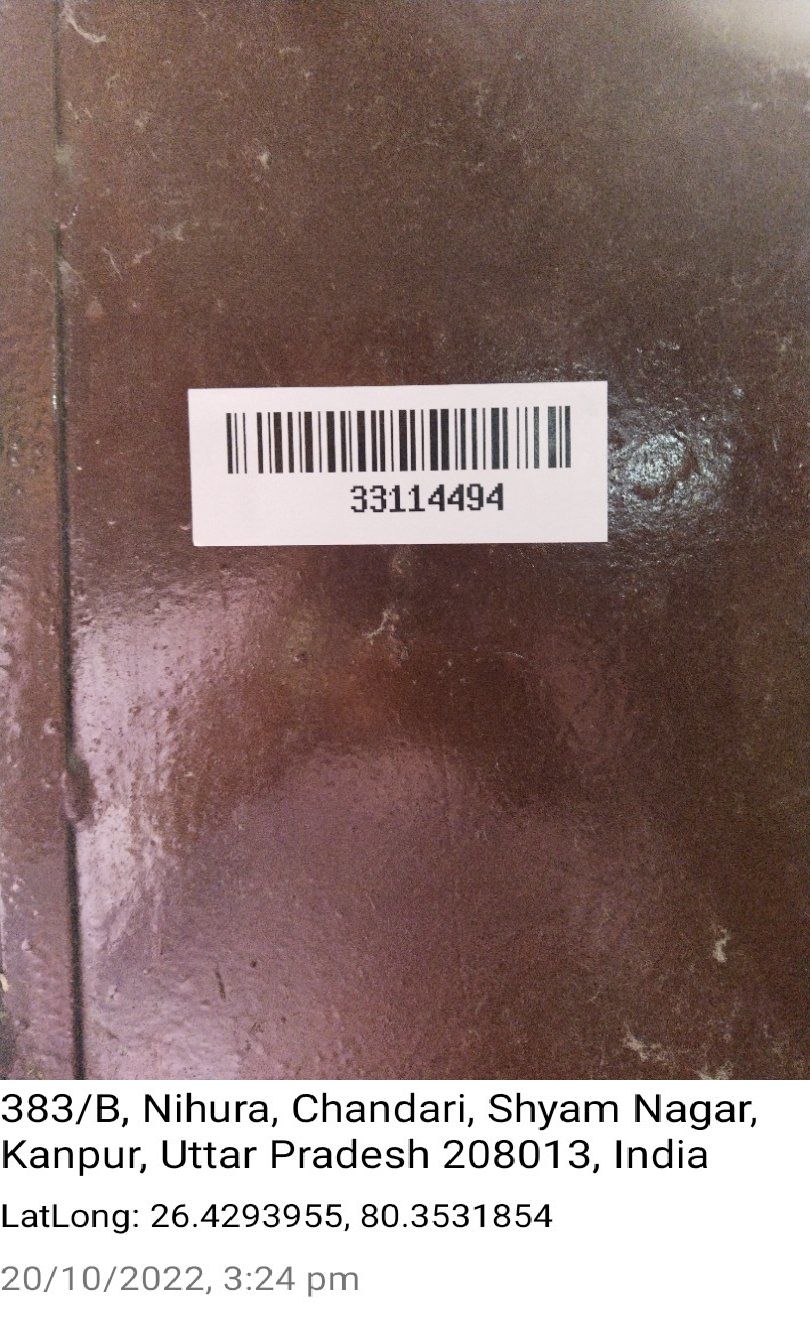 33114494
383/B, Nihura, Chandari, Shyam Nagar,
Kanpur, Uttar Pradesh 208013, India
LatLong: 26.4293955, 80.3531854
20/10/2022, 3:24 pm